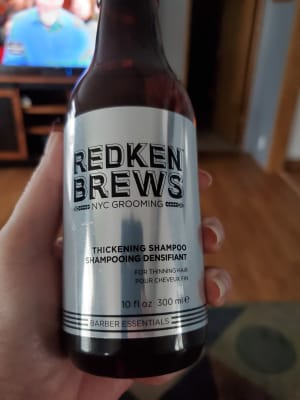 REDKEN
BREWS
NYC GROOMING
THICKENING SHAMPOO
SHAMPOOING DENSIFIANT
FOR THINNING HAIR
POUR CHEVEUX FIN
10 fl oz 300 ml e
BARBER ESSENTIALS